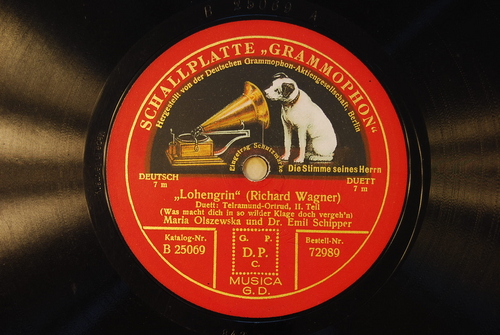 B 25069 A
SCHALLPLATTE „GRAMMOPHON"
Hergestellt von der Deutschen Grammophon-Aktiengesellschaft, Berlin
Eingetrag. Schutzmarke
Die Stimme seines Herrn
DEUTSCH
7 m
DUETT
7 m
„Lohengrin" (Richard Wagner)
Duett: Telramund-Ortrud, II. Teil
(Was macht dich in so wilder Klage doch vergeh'n)
Maria Olszewska und Dr. Emil Schipper
Katalog-Nr.
B 25069
G. P.
D.P.
C.
Bestell-Nr.
72989
MUSICA
G. D.